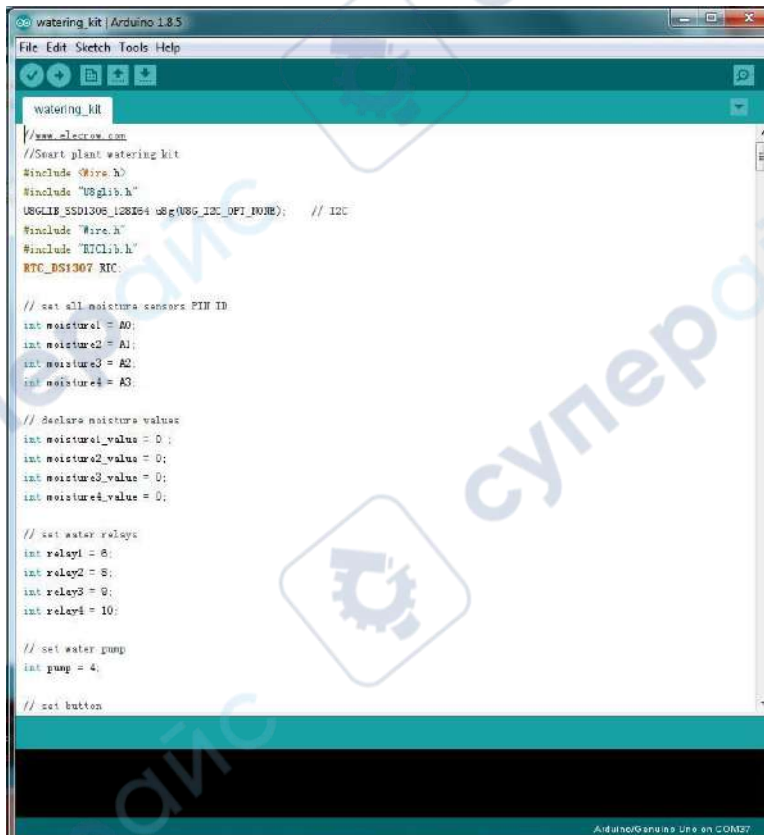 watering_kit | Arduino 1.8.5
File Edit Sketch Tools Help
watering_kit
//www.elecrow.com
//Smart plant watering kit
#include <Wire.h>
#include "U8glib.h"
U8GLIB_SSD1306_128X64 u8g(U8G_I2C_OPT_NONE); // I2C
#include "Wire.h"
#include "RTClib.h"
RTC_DS1307 RTC;
// set all moisture sensors PIN ID
int moisture1 = A0;
int moisture2 = A1;
int moisture3 = A2;
int moisture4 = A3;
// declare moisture values
int moisture1_value = 0 ;
int moisture2_value = 0;
int moisture3_value = 0;
int moisture4_value = 0;
// set water relays
int relay1 = 6;
int relay2 = 8;
int relay3 = 9;
int relay4 = 10;
// set water pump
int pump = 4;
// set button
Arduino/Genuino Uno on COM37
супер
айс
супер
айс